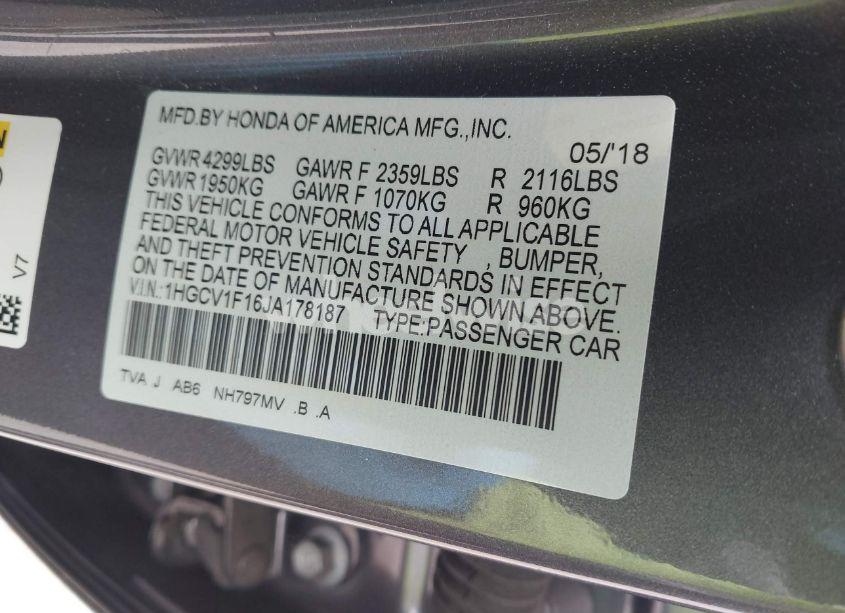 MFD.BY HONDA OF AMERICA MFG.,INC.
05/'18
GVWR 4299LBS GAWR F 2359LBS R 2116LBS
GVWR 1950KG GAWR F 1070KG R 960KG
THIS VEHICLE CONFORMS TO ALL APPLICABLE
FEDERAL MOTOR VEHICLE SAFETY , BUMPER,
AND THEFT PREVENTION STANDARDS IN EFFECT
ON THE DATE OF MANUFACTURE SHOWN ABOVE.
V.I.N.:1HGCV1F16JA178187 TYPE:PASSENGER CAR
TVA J AB6 NH797MV .B .A
V7